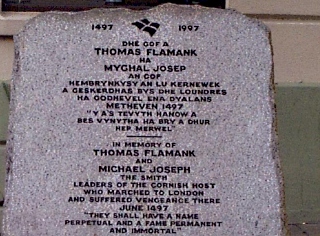 1497 1997
DHE GOF A
THOMAS FLAMANK
HA
MYGHAL JOSEP
AN GOF
HEMBRYNKYSY AN LU KERNEWEK
A GESKERDHAS BYS DHE LOUNDRES
HA GODHEVEL ENA DYALANS
METHEVEN 1497
"Y A'S TEVYTH HANOW A
BES VYNYTHA HA BRY A DHUR
HEP MERWEL"
IN MEMORY OF
THOMAS FLAMANK
AND
MICHAEL JOSEPH
THE SMITH
LEADERS OF THE CORNISH HOST
WHO MARCHED TO LONDON
AND SUFFERED VENGEANCE THERE
JUNE 1497
"THEY SHALL HAVE A NAME
PERPETUAL AND A FAME PERMANENT
AND IMMORTAL"